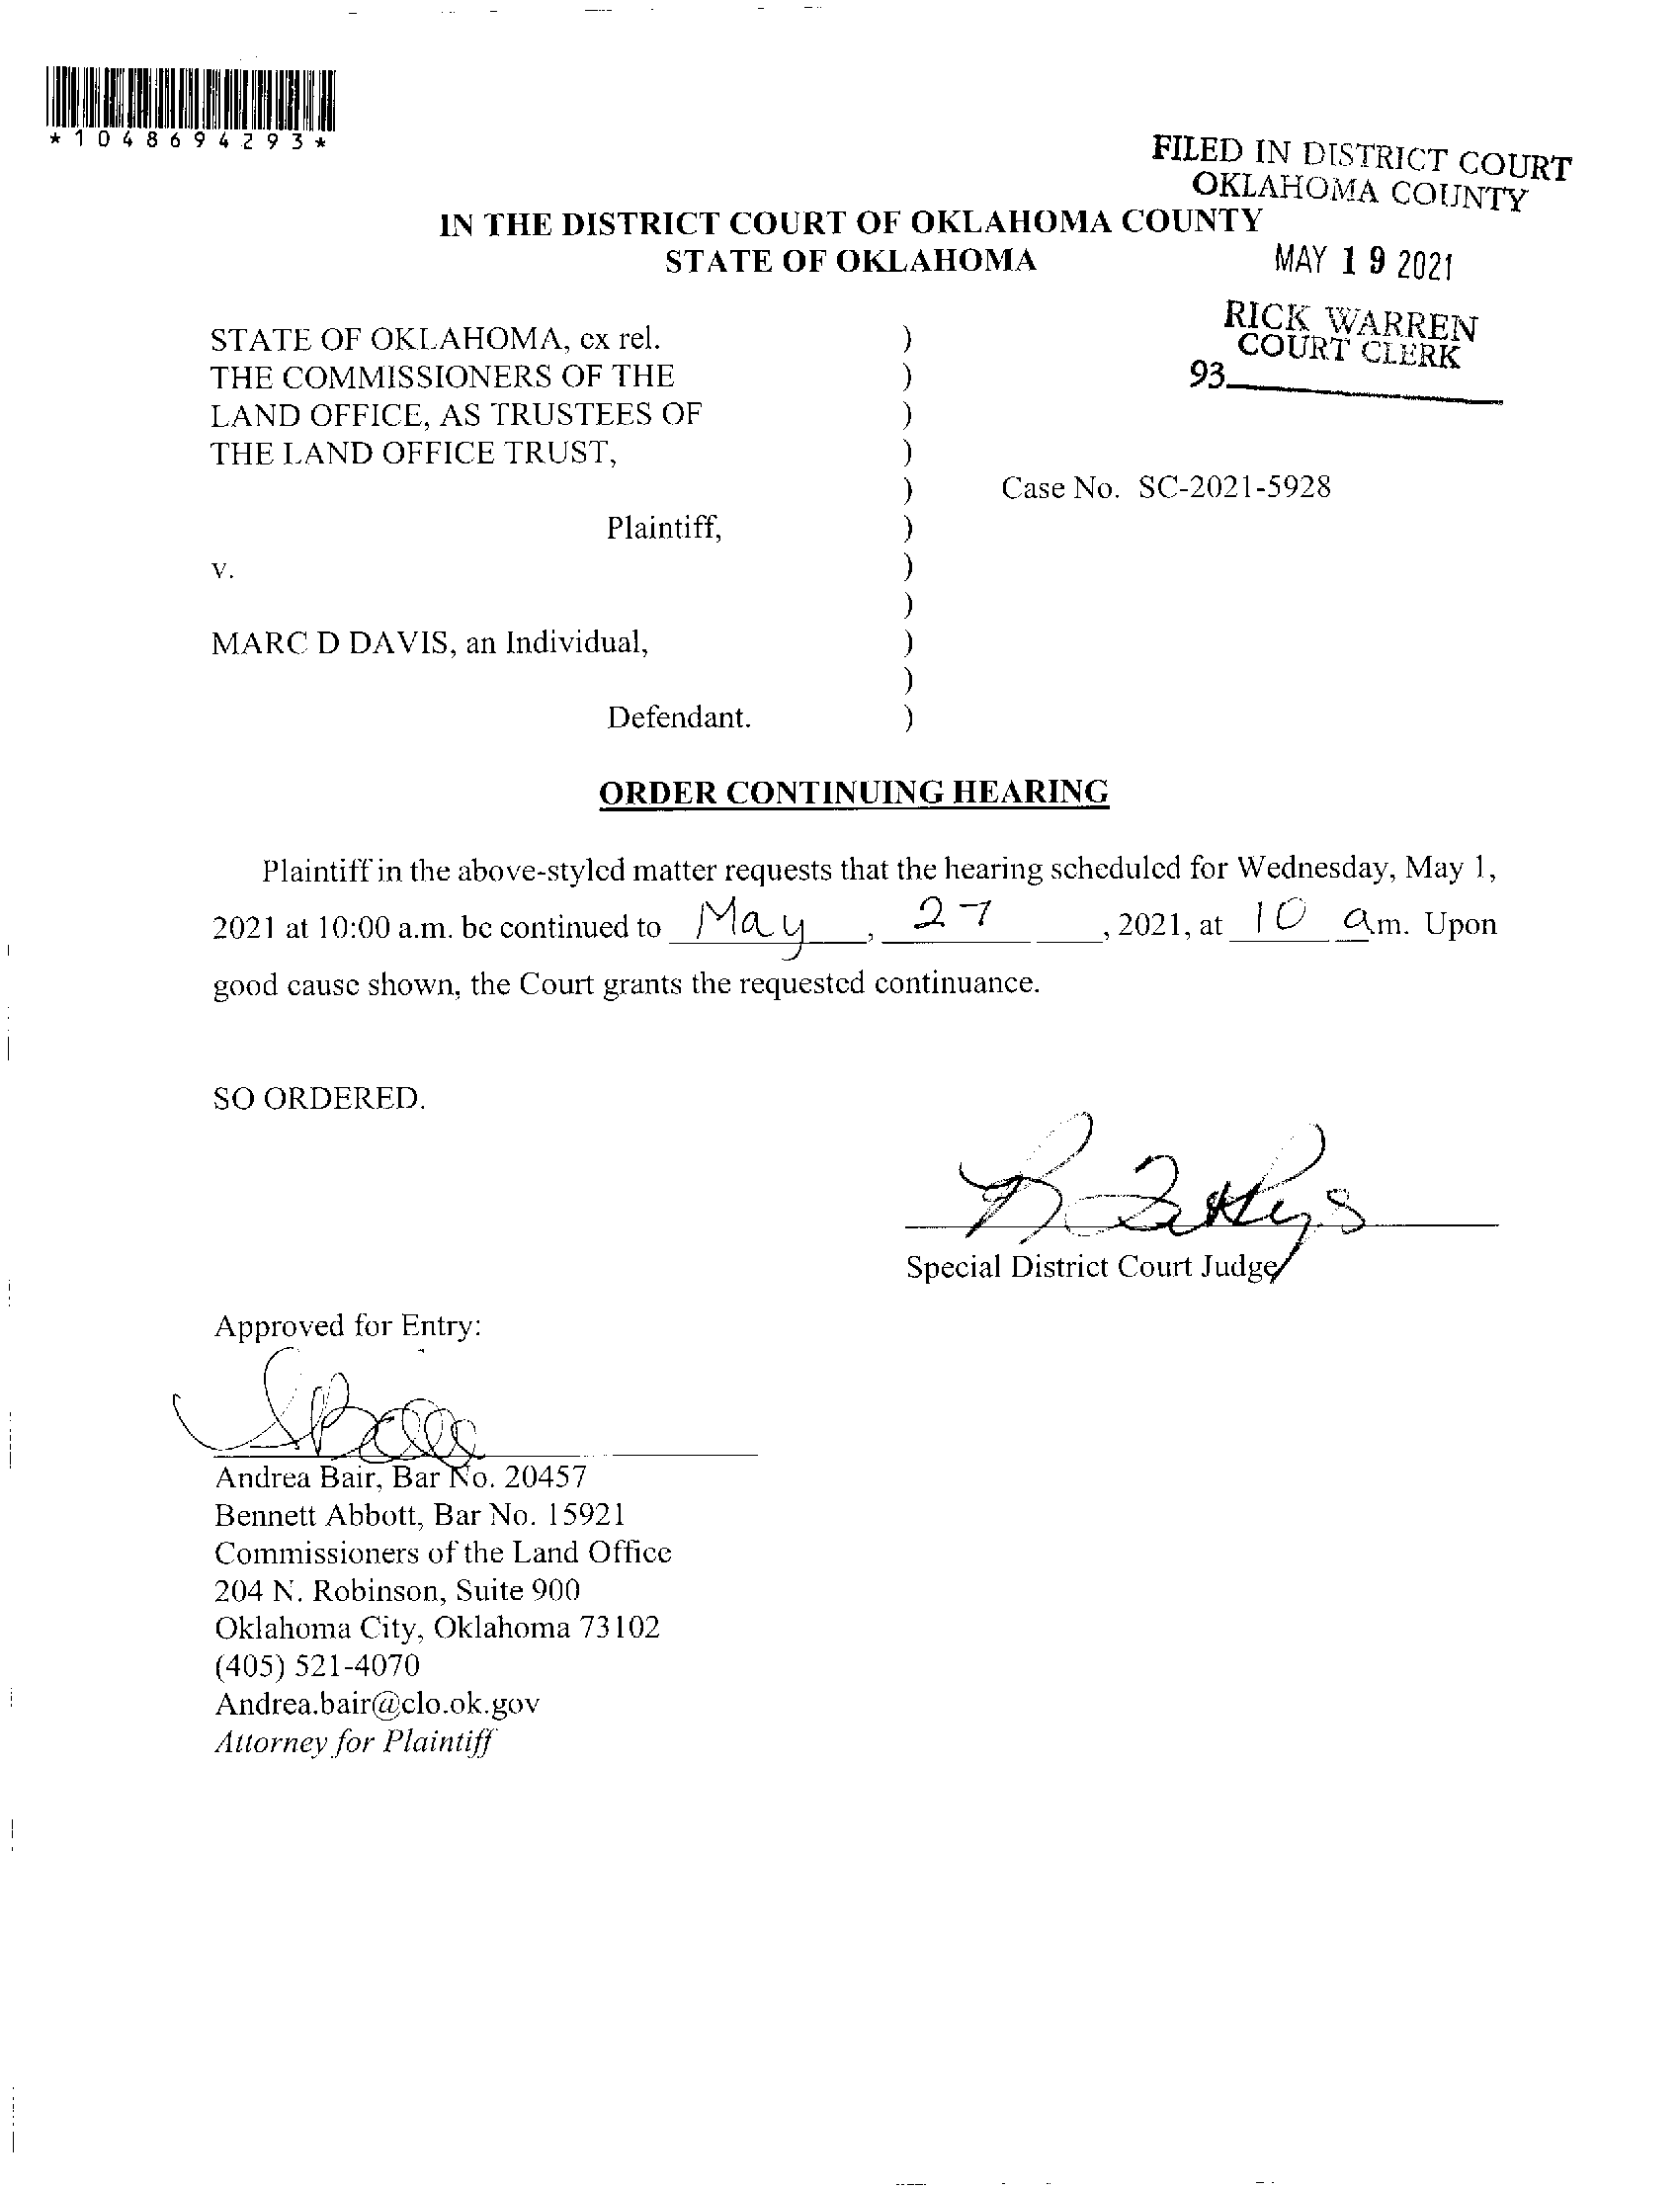 *1048694293*
FILED IN DISTRICT COURT
OKLAHOMA COUNTY
IN THE DISTRICT COURT OF OKLAHOMA COUNTY
STATE OF OKLAHOMA
MAY 19 2021
RICK WARREN
COURT CLERK
93
STATE OF OKLAHOMA, ex rel. )
THE COMMISSIONERS OF THE )
LAND OFFICE, AS TRUSTEES OF )
THE LAND OFFICE TRUST, )
) Case No. SC-2021-5928
Plaintiff, )
v. )
)
MARC D DAVIS, an Individual, )
)
Defendant. )
ORDER CONTINUING HEARING
Plaintiff in the above-styled matter requests that the hearing scheduled for Wednesday, May 1,
2021 at 10:00 a.m. be continued to May, 27, 2021, at 10 am. Upon
good cause shown, the Court grants the requested continuance.
SO ORDERED.
Special District Court Judge
Approved for Entry:
Andrea Bair, Bar No. 20457
Bennett Abbott, Bar No. 15921
Commissioners of the Land Office
204 N. Robinson, Suite 900
Oklahoma City, Oklahoma 73102
(405) 521-4070
Andrea.bair@clo.ok.gov
Attorney for Plaintiff